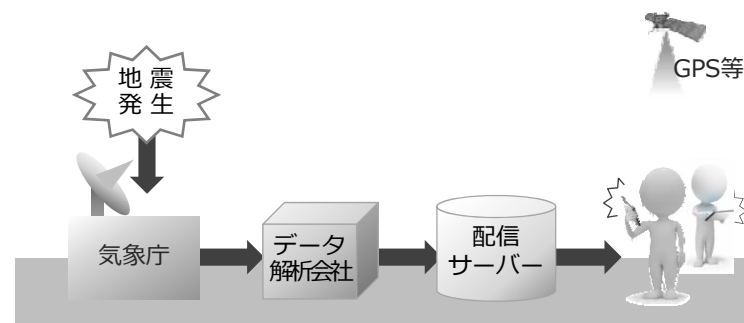 GPS等
地震
発生
気象庁
データ
解析会社
配信
サーバー